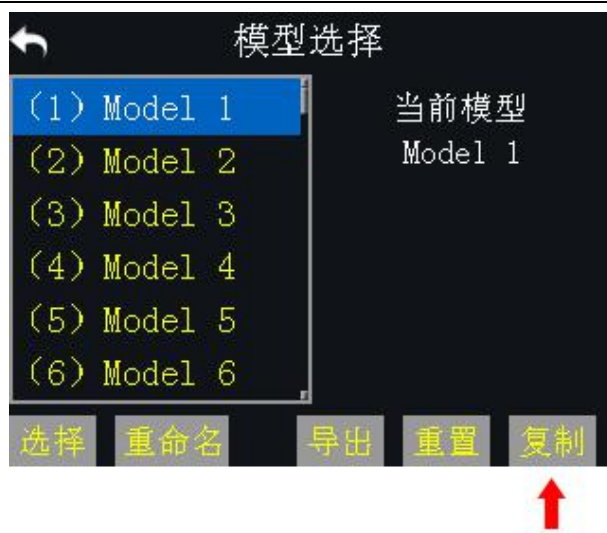 模型选择
(1) Model 1
(2) Model 2
(3) Model 3
(4) Model 4
(5) Model 5
(6) Model 6
当前模型
Model 1
选择 重命名 导出 重置 复制